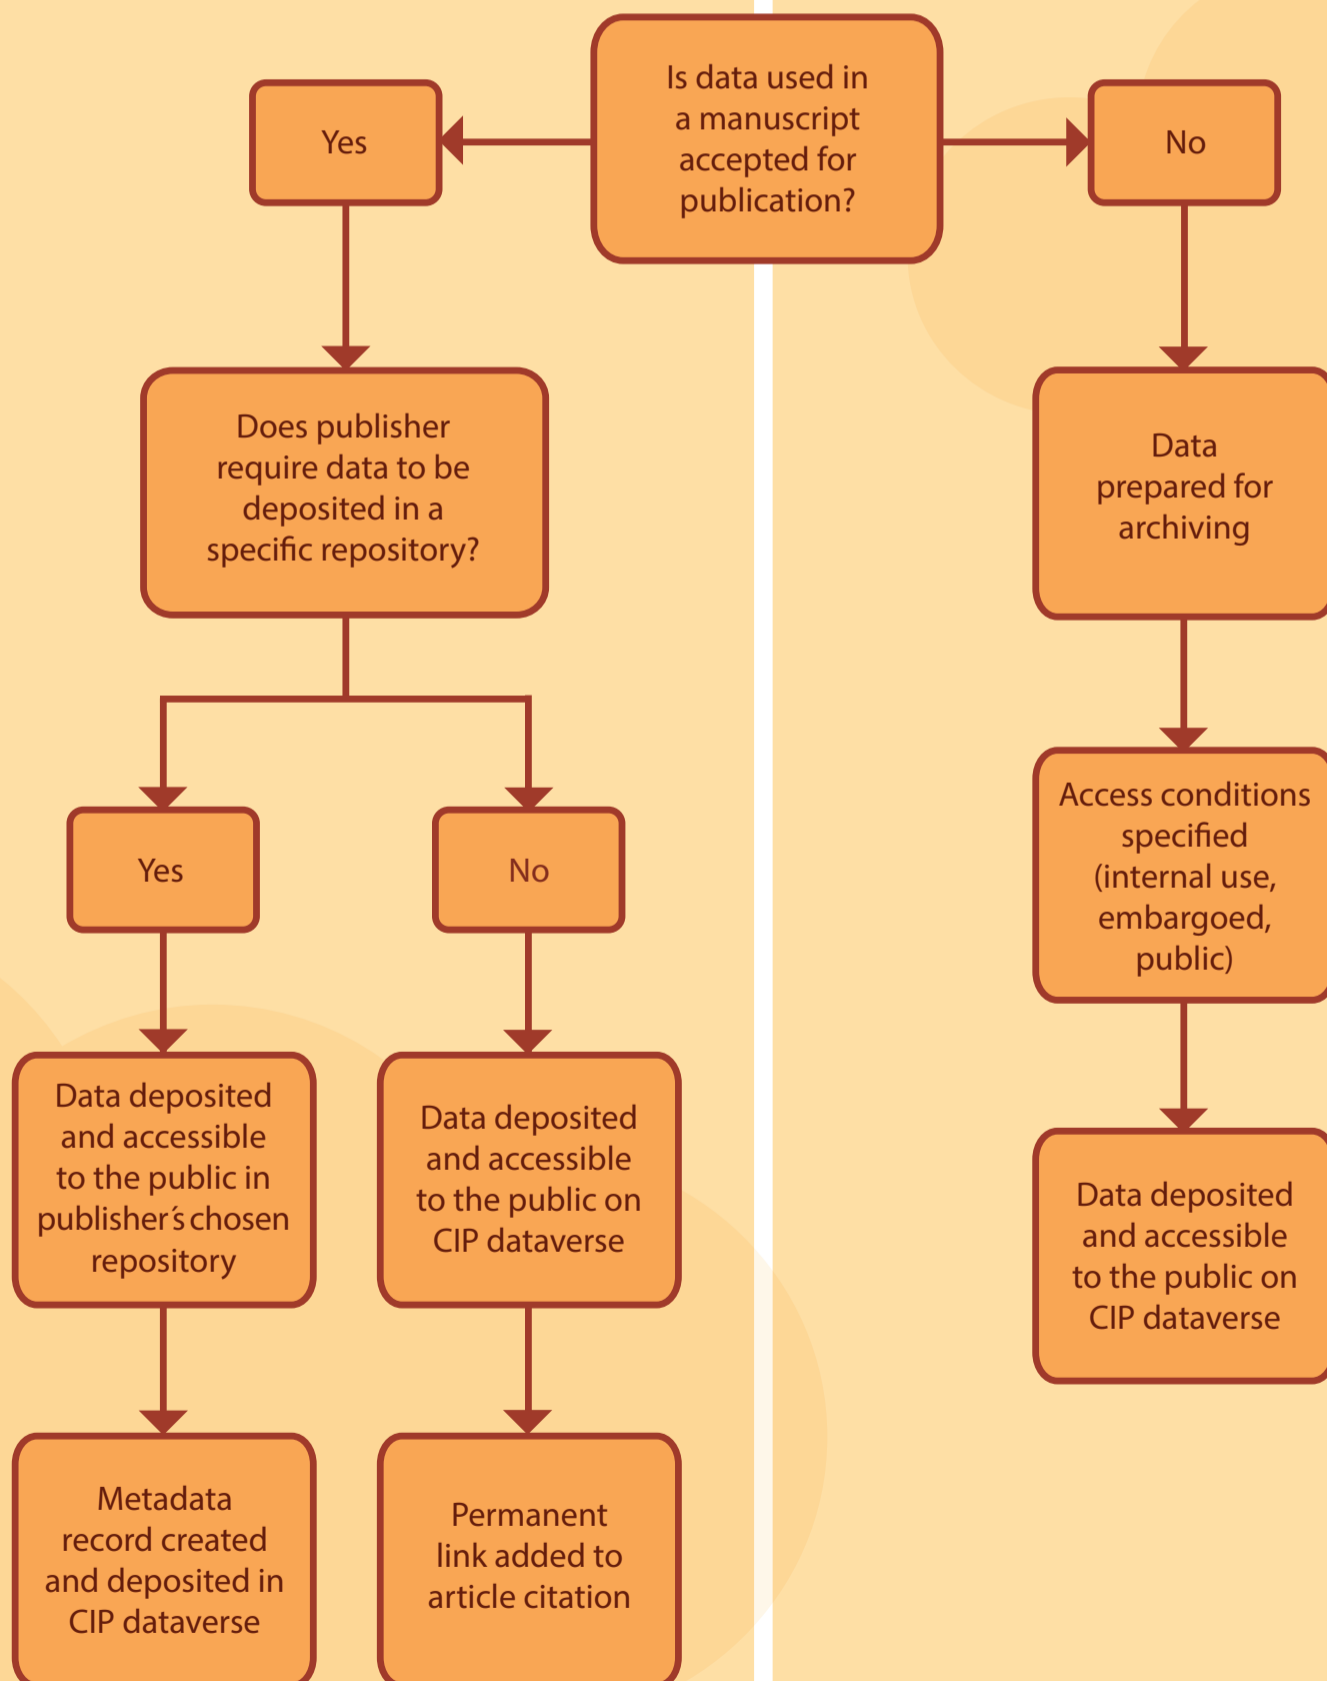 Is data used in
a manuscript
accepted for
publication?
Yes
No
Does publisher
require data to be
deposited in a
specific repository?
Data
prepared for
archiving
Yes
No
Access conditions
specified
(internal use,
embargoed,
public)
Data deposited
and accessible
to the public in
publisher´s chosen
repository
Data deposited
and accessible
to the public on
CIP dataverse
Data deposited
and accessible
to the public on
CIP dataverse
Metadata
record created
and deposited in
CIP dataverse
Permanent
link added to
article citation